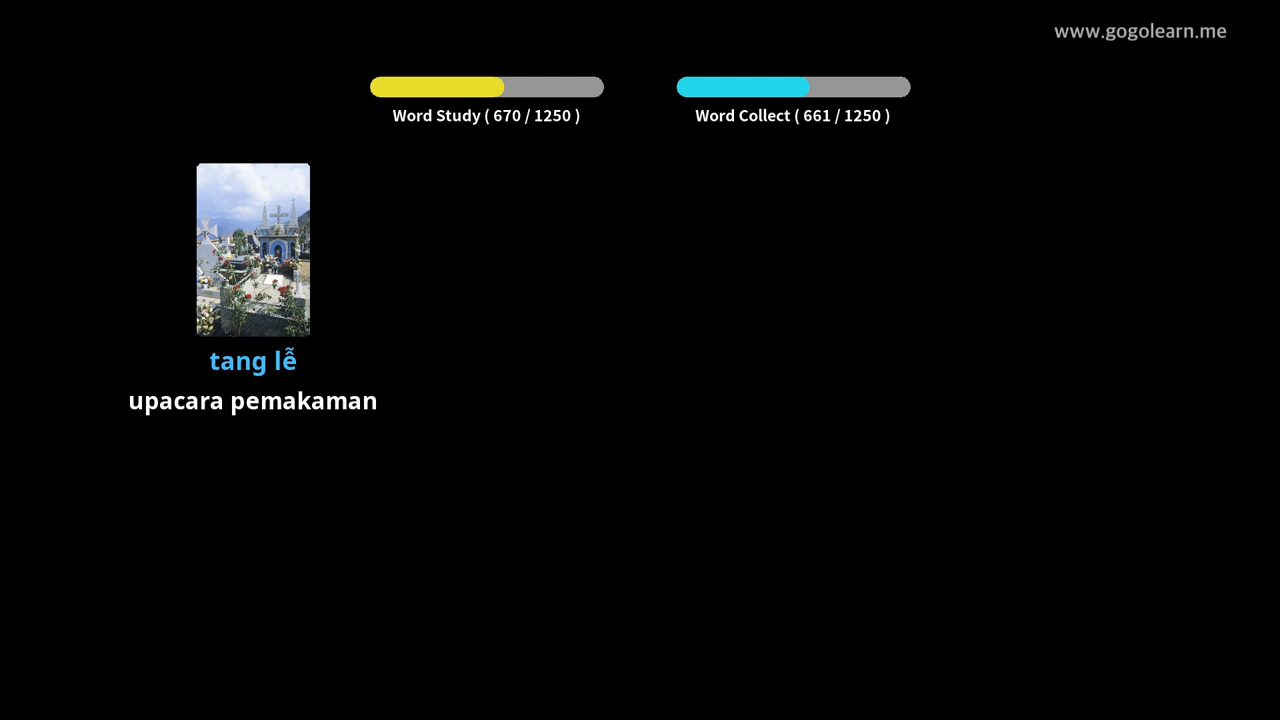 www.gogolearn.me
Word Study ( 670 / 1250 )
Word Collect ( 661 / 1250 )
tang lễ
upacara pemakaman